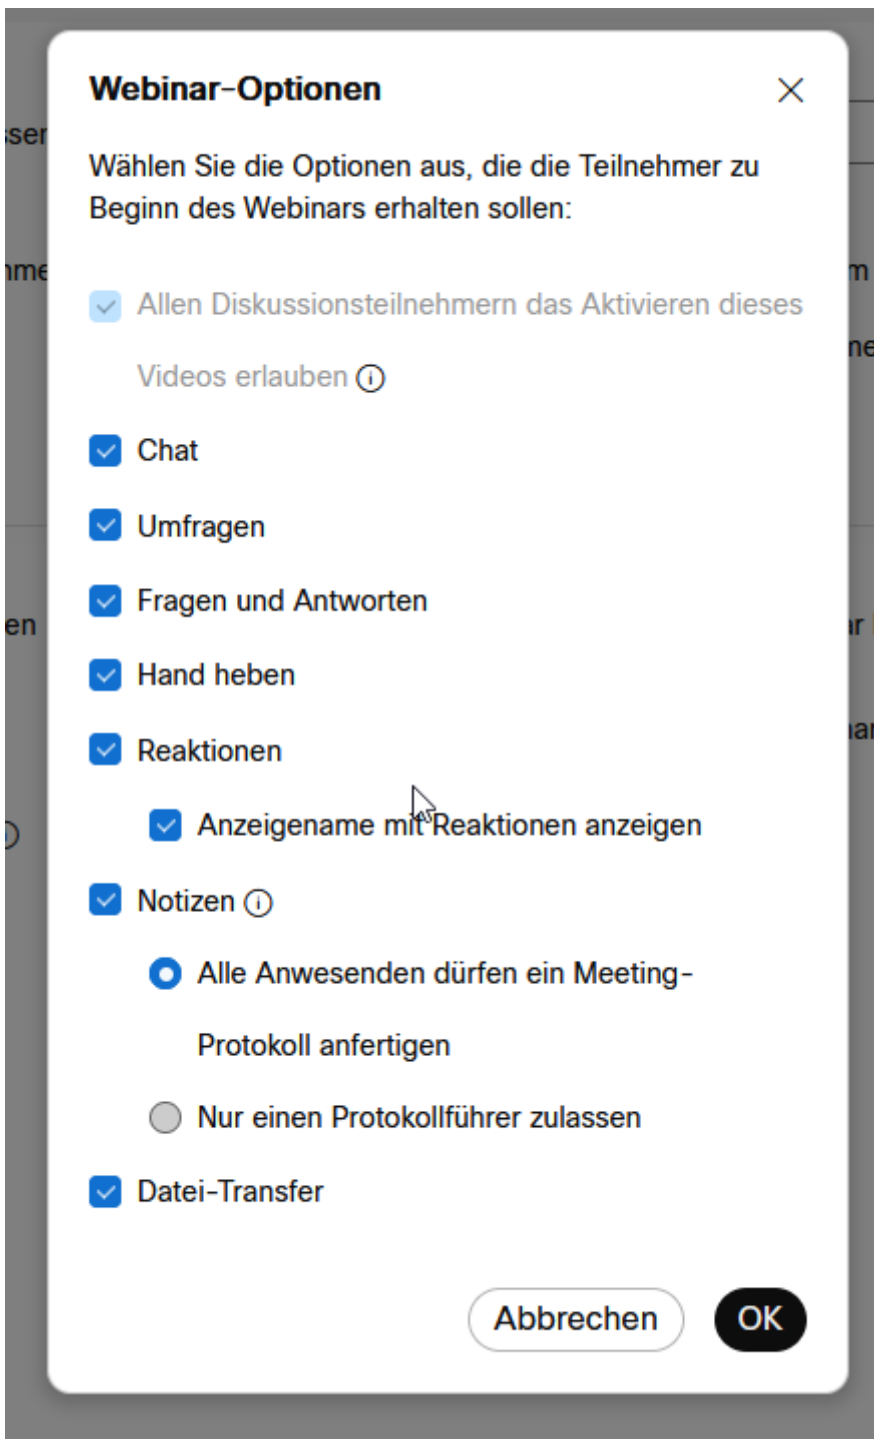 Webinar-Optionen
Wählen Sie die Optionen aus, die die Teilnehmer zu
Beginn des Webinars erhalten sollen:
Allen Diskussionsteilnehmern das Aktivieren dieses
Videos erlauben
Chat
Umfragen
Fragen und Antworten
Hand heben
Reaktionen
Anzeigename mit Reaktionen anzeigen
Notizen
Alle Anwesenden dürfen ein Meeting-
Protokoll anfertigen
Nur einen Protokollführer zulassen
Datei-Transfer
Abbrechen
OK